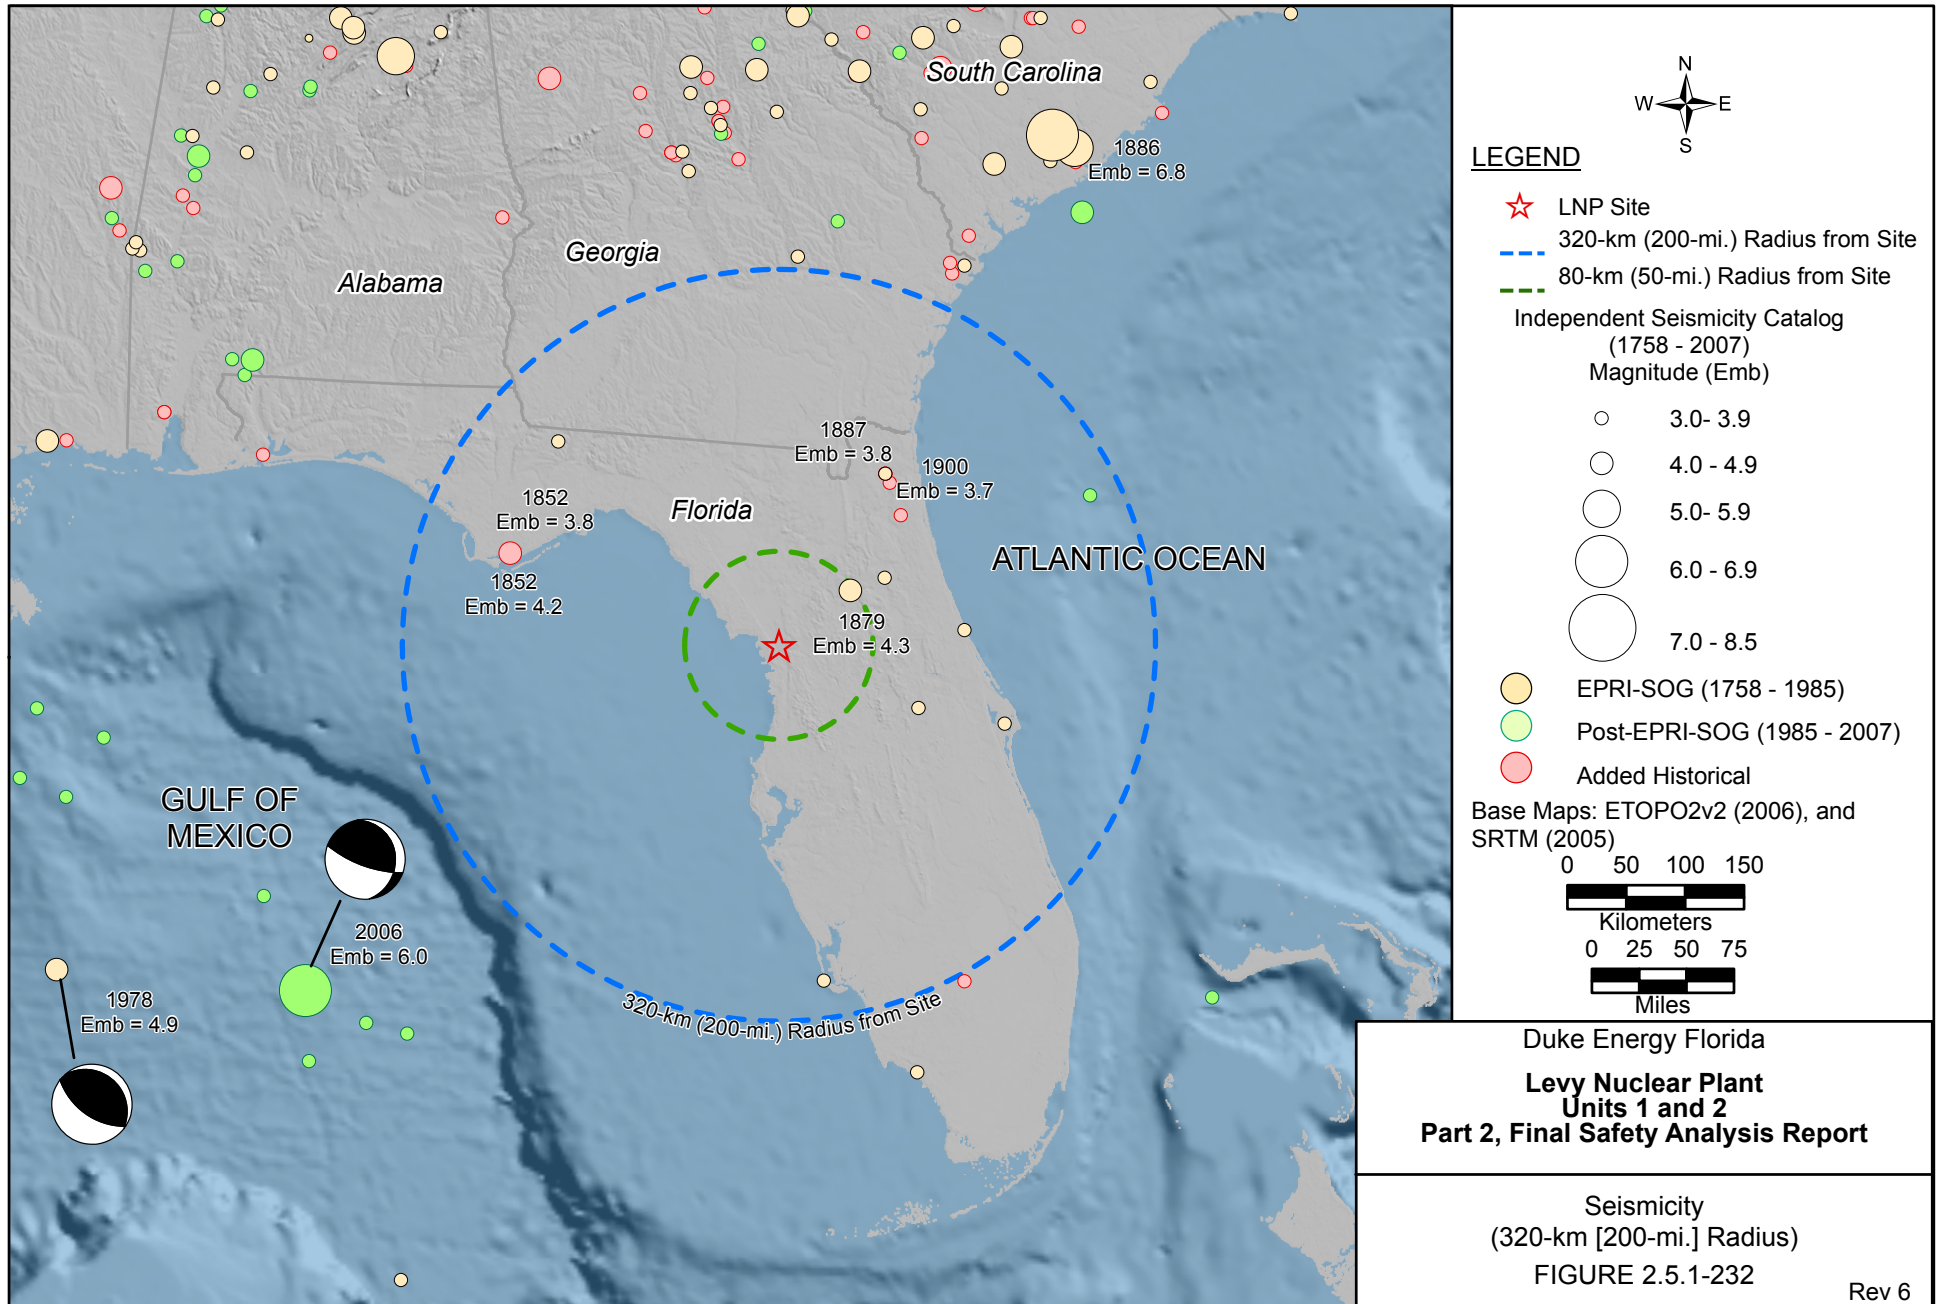 South Carolina
1886
Emb = 6.8
Georgia
Alabama
1887
Emb = 3.8
1900
Emb = 3.7
1852
Emb = 3.8
Florida
1852
Emb = 4.2
ATLANTIC OCEAN
1879
Emb = 4.3
GULF OF
MEXICO
2006
Emb = 6.0
1978
Emb = 4.9
320-km (200-mi.) Radius from Site
N
W E
S
LEGEND
LNP Site
320-km (200-mi.) Radius from Site
80-km (50-mi.) Radius from Site
Independent Seismicity Catalog
(1758 - 2007)
Magnitude (Emb)
3.0- 3.9
4.0 - 4.9
5.0- 5.9
6.0 - 6.9
7.0 - 8.5
EPRI-SOG (1758 - 1985)
Post-EPRI-SOG (1985 - 2007)
Added Historical
Base Maps: ETOPO2v2 (2006), and
SRTM (2005)
0 50 100 150
Kilometers
0 25 50 75
Miles
Duke Energy Florida
Levy Nuclear Plant
Units 1 and 2
Part 2, Final Safety Analysis Report
Seismicity
(320-km [200-mi.] Radius)
FIGURE 2.5.1-232
Rev 6